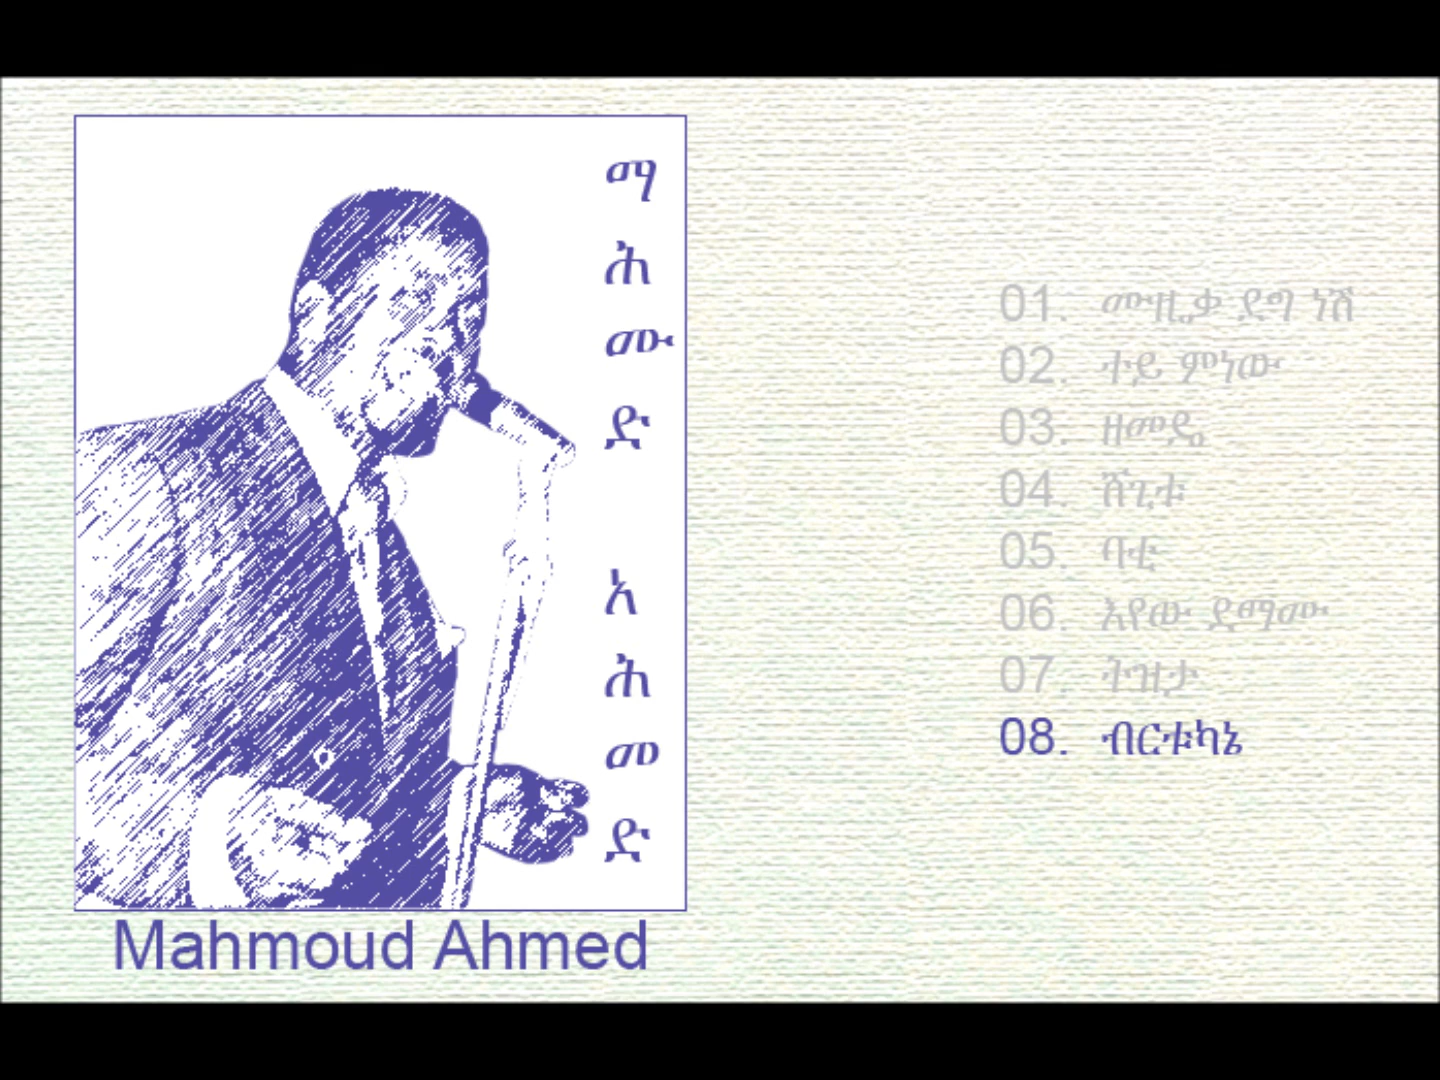 ማ
ሕ
ሙ
ድ
አ
ሕ
መ
ድ
Mahmoud Ahmed
01. ሙዚቃ ደግ ነሽ
02. ተይ ምነው
03. ዘመዴ
04. ሸጊቱ
05. ባቲ
06. እየው ደማሙ
07. ትዝታ
08. ብርቱካኔ